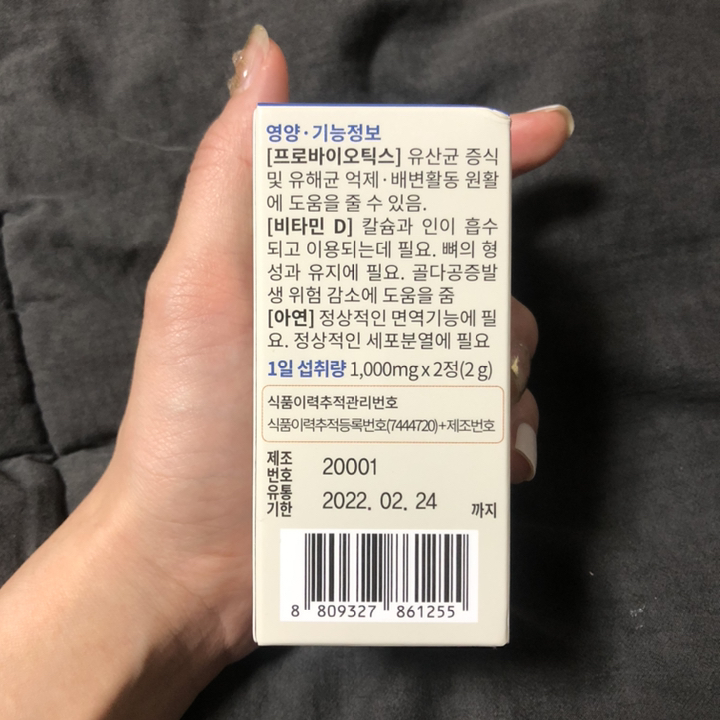 영양·기능정보
[프로바이오틱스] 유산균 증식
및 유해균 억제·배변활동 원활
에 도움을 줄 수 있음.
[비타민 D] 칼슘과 인이 흡수
되고 이용되는데 필요. 뼈의 형
성과 유지에 필요. 골다공증발
생 위험 감소에 도움을 줌
[아연] 정상적인 면역기능에 필
요. 정상적인 세포분열에 필요
1일 섭취량 1,000mg x 2정(2 g)
식품이력추적관리번호
식품이력추적등록번호(7444720)+제조번호
제조
번호 20001
유통
기한 2022. 02. 24 까지
8 809327 861255